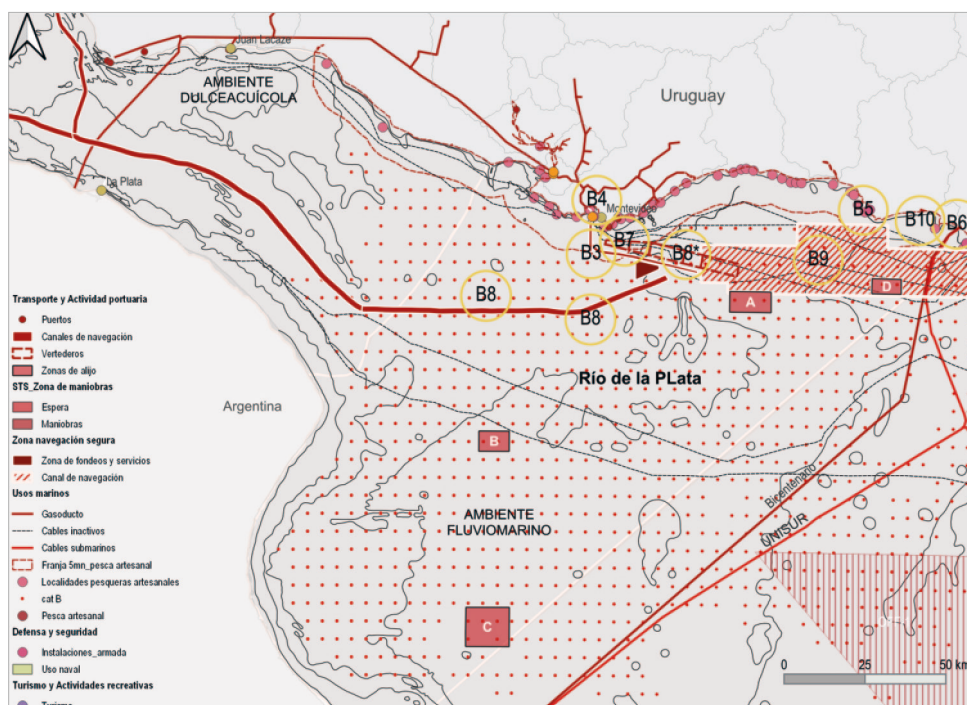 Juan Lacaze
AMBIENTE
DULCEACUÍCOLA
Uruguay
La Plata
B4
Montevideo
B5
B10
B6
B7
B3
B8*
B9
B8
B8
A
D
Río de la PLata
Argentina
B
AMBIENTE
FLUVIOMARINO
Bicentenario
UNISUR
C
0 25 50 km
Transporte y Actividad portuaria
Puertos
Canales de navegación
Vertederos
Zonas de alijo
STS_Zona de maniobras
Espera
Maniobras
Zona navegación segura
Zona de fondeos y servicios
Canal de navegación
Usos marinos
Gasoducto
Cables inactivos
Cables submarinos
Franja 5mn_pesca artesanal
Localidades pesqueras artesanales
cat B
Pesca artesanal
Defensa y seguridad
Instalaciones_armada
Uso naval
Turismo y Actividades recreativas
Turismo